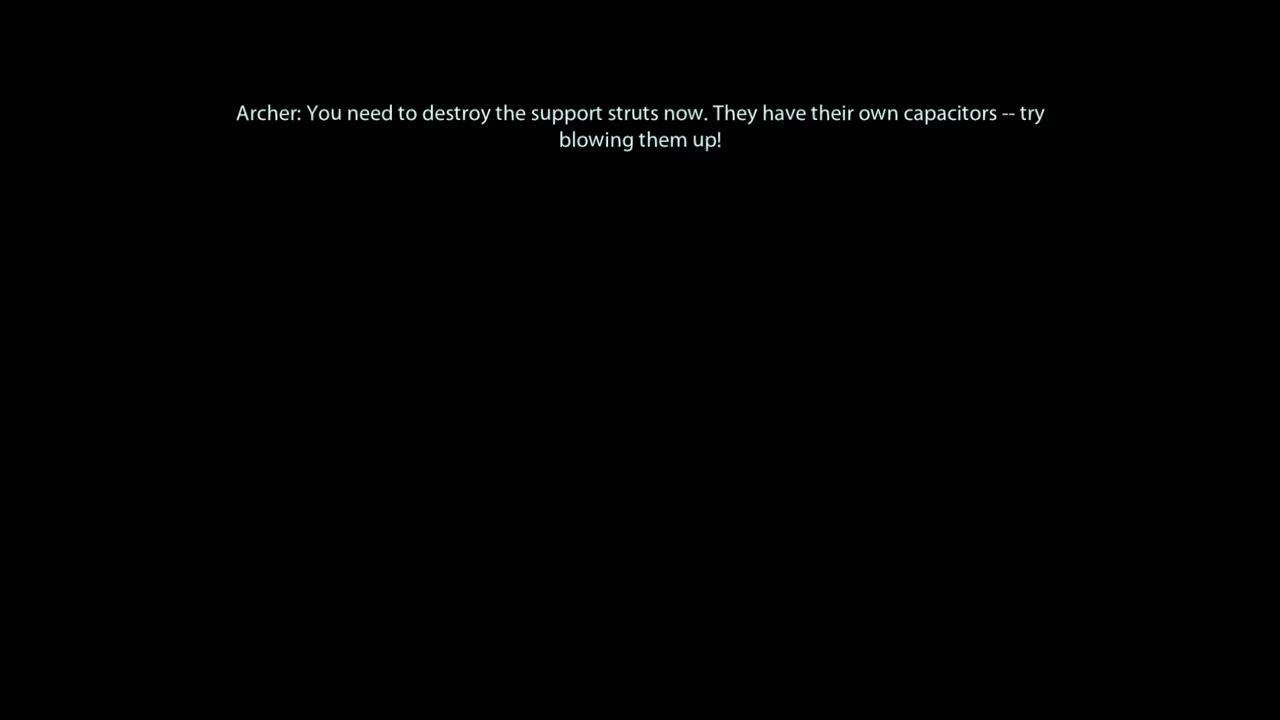 Archer: You need to destroy the support struts now. They have their own capacitors -- try
blowing them up!